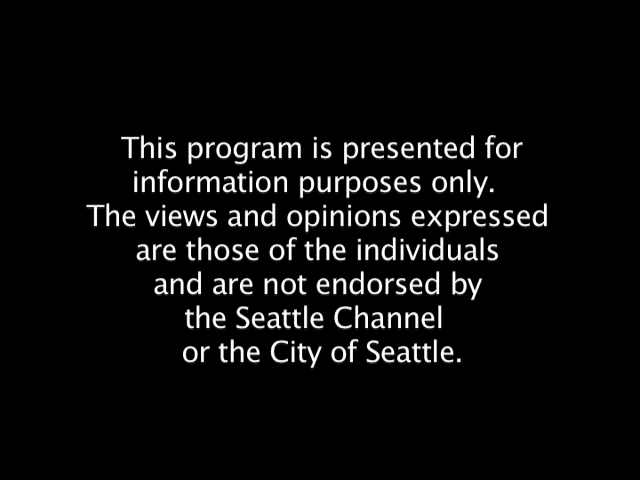 This program is presented for
information purposes only.
The views and opinions expressed
are those of the individuals
and are not endorsed by
the Seattle Channel
or the City of Seattle.